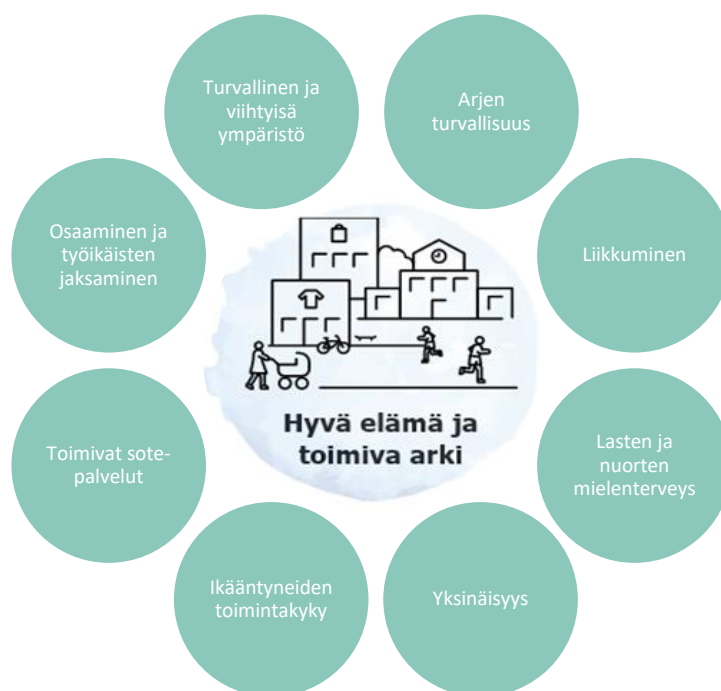 Turvallinen ja
viihtyisä
ympäristö
Arjen
turvallisuus
Osaaminen ja
työikäisten
jaksaminen
Liikkuminen
Hyvä elämä ja
toimiva arki
Toimivat sote-
palvelut
Lasten ja
nuorten
mielenterveys
Ikääntyneiden
toimintakyky
Yksinäisyys